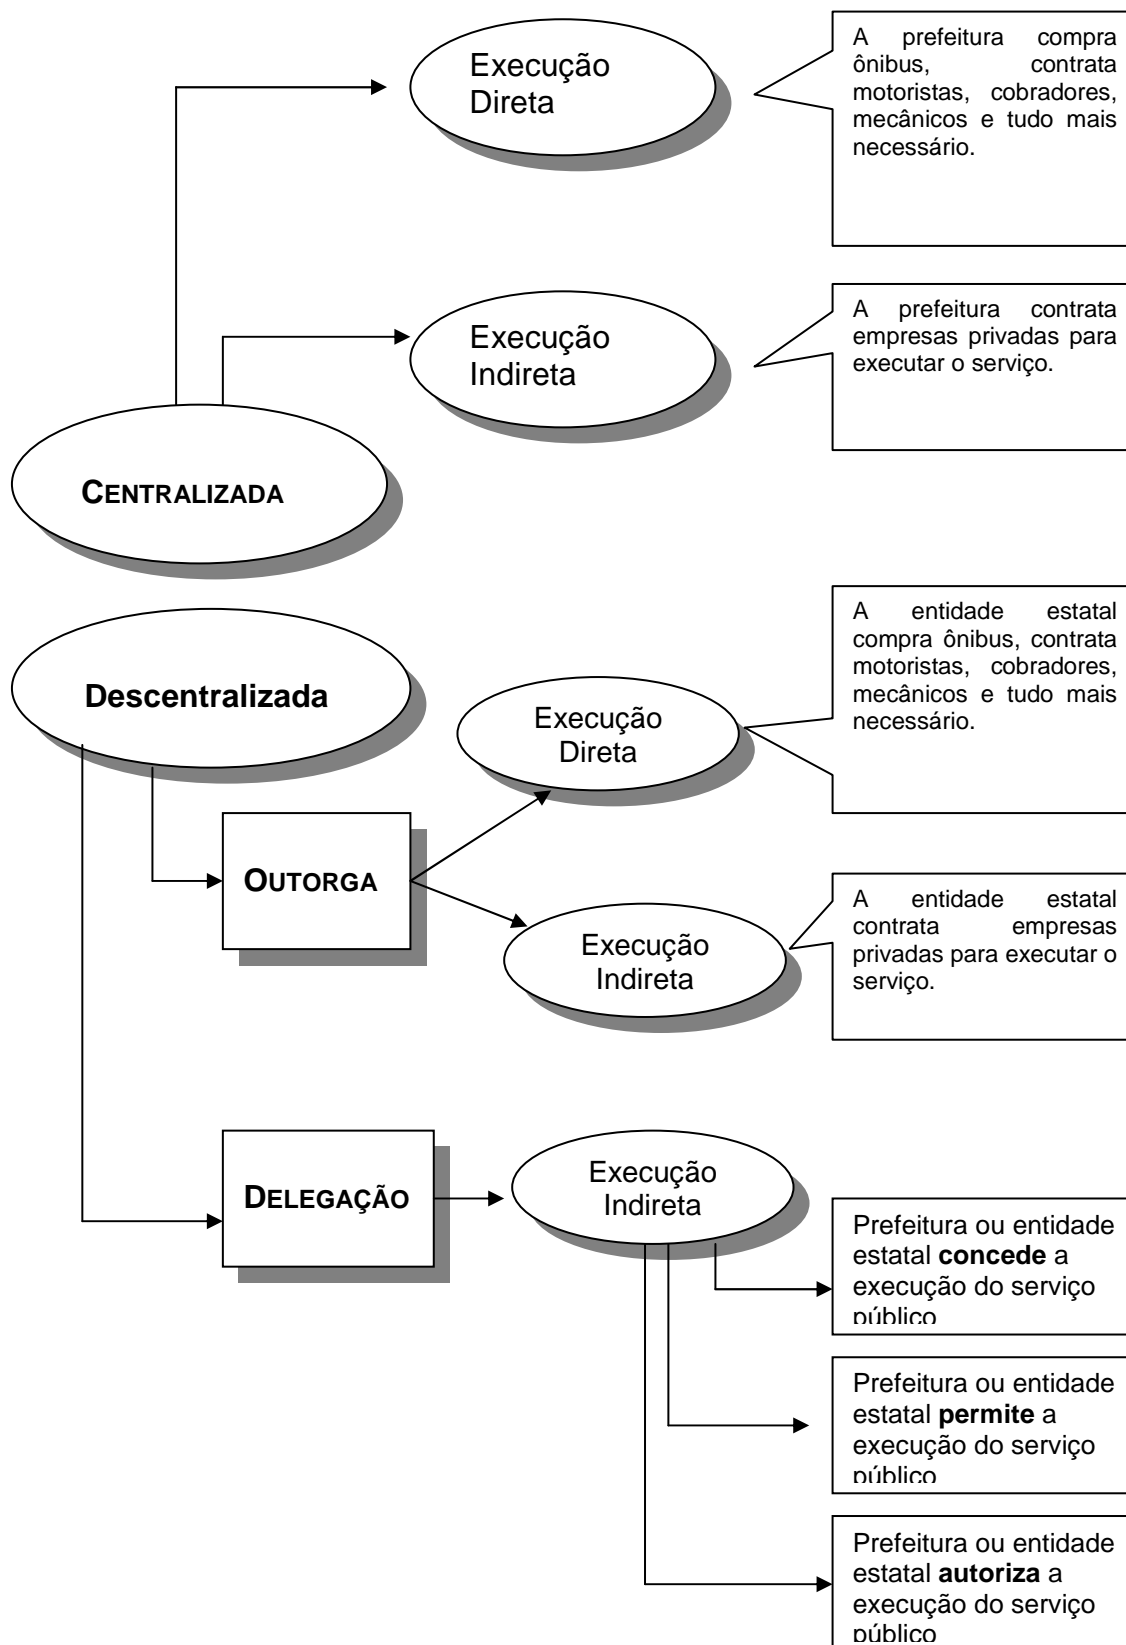 Execução
Direta
A prefeitura compra
ônibus, contrata
motoristas, cobradores,
mecânicos e tudo mais
necessário.
Execução
Indireta
A prefeitura contrata
empresas privadas para
executar o serviço.
CENTRALIZADA
Descentralizada
A entidade estatal
compra ônibus, contrata
motoristas, cobradores,
mecânicos e tudo mais
necessário.
Execução
Direta
OUTORGA
A entidade estatal
contrata empresas
privadas para executar o
serviço.
Execução
Indireta
DELEGAÇÃO
Execução
Indireta
Prefeitura ou entidade
estatal concede a
execução do serviço
público
Prefeitura ou entidade
estatal permite a
execução do serviço
público
Prefeitura ou entidade
estatal autoriza a
execução do serviço
público